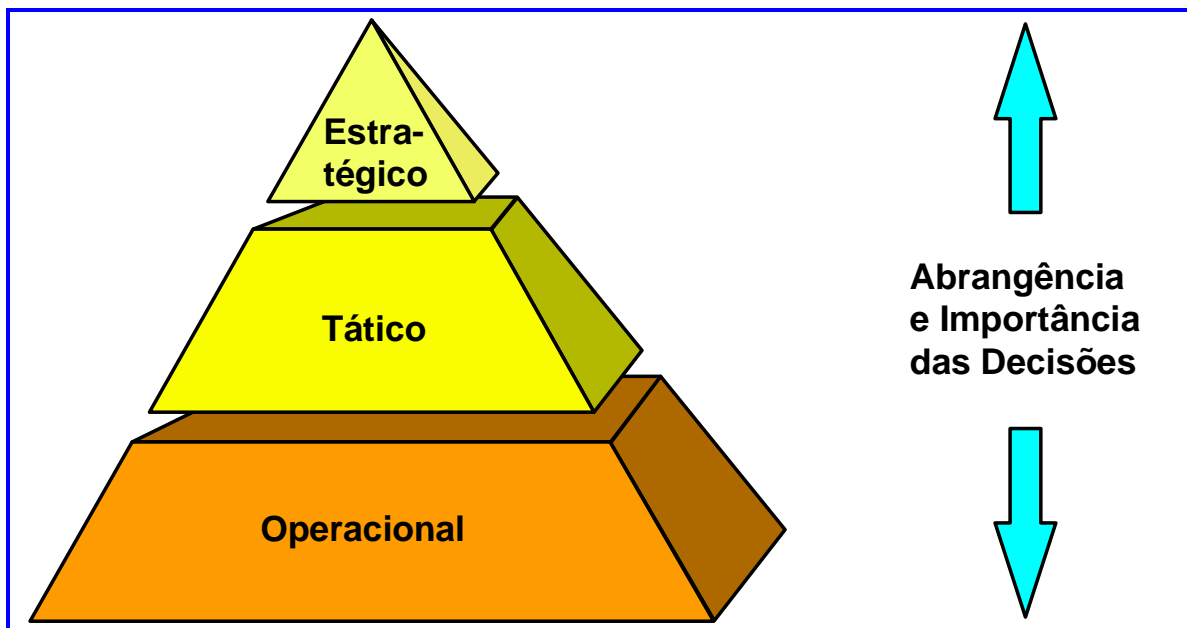 Estra-
tégico
Tático
Operacional
Abrangência
e Importância
das Decisões